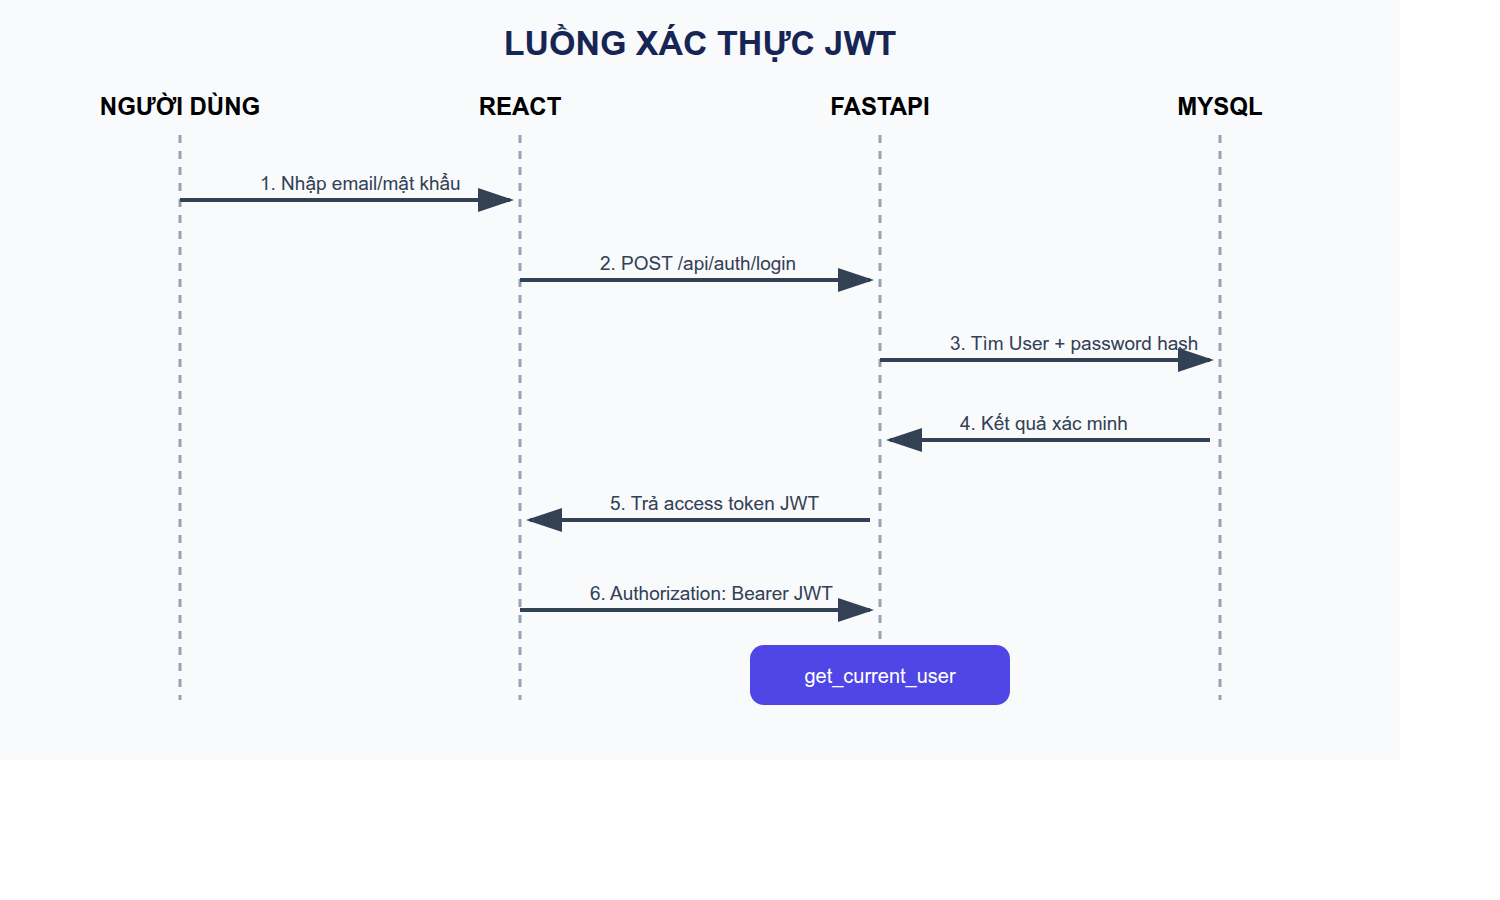 LUỒNG XÁC THỰC JWT
NGƯỜI DÙNG
REACT
FASTAPI
MYSQL
1. Nhập email/mật khẩu
2. POST /api/auth/login
3. Tìm User + password hash
4. Kết quả xác minh
5. Trả access token JWT
6. Authorization: Bearer JWT
get_current_user